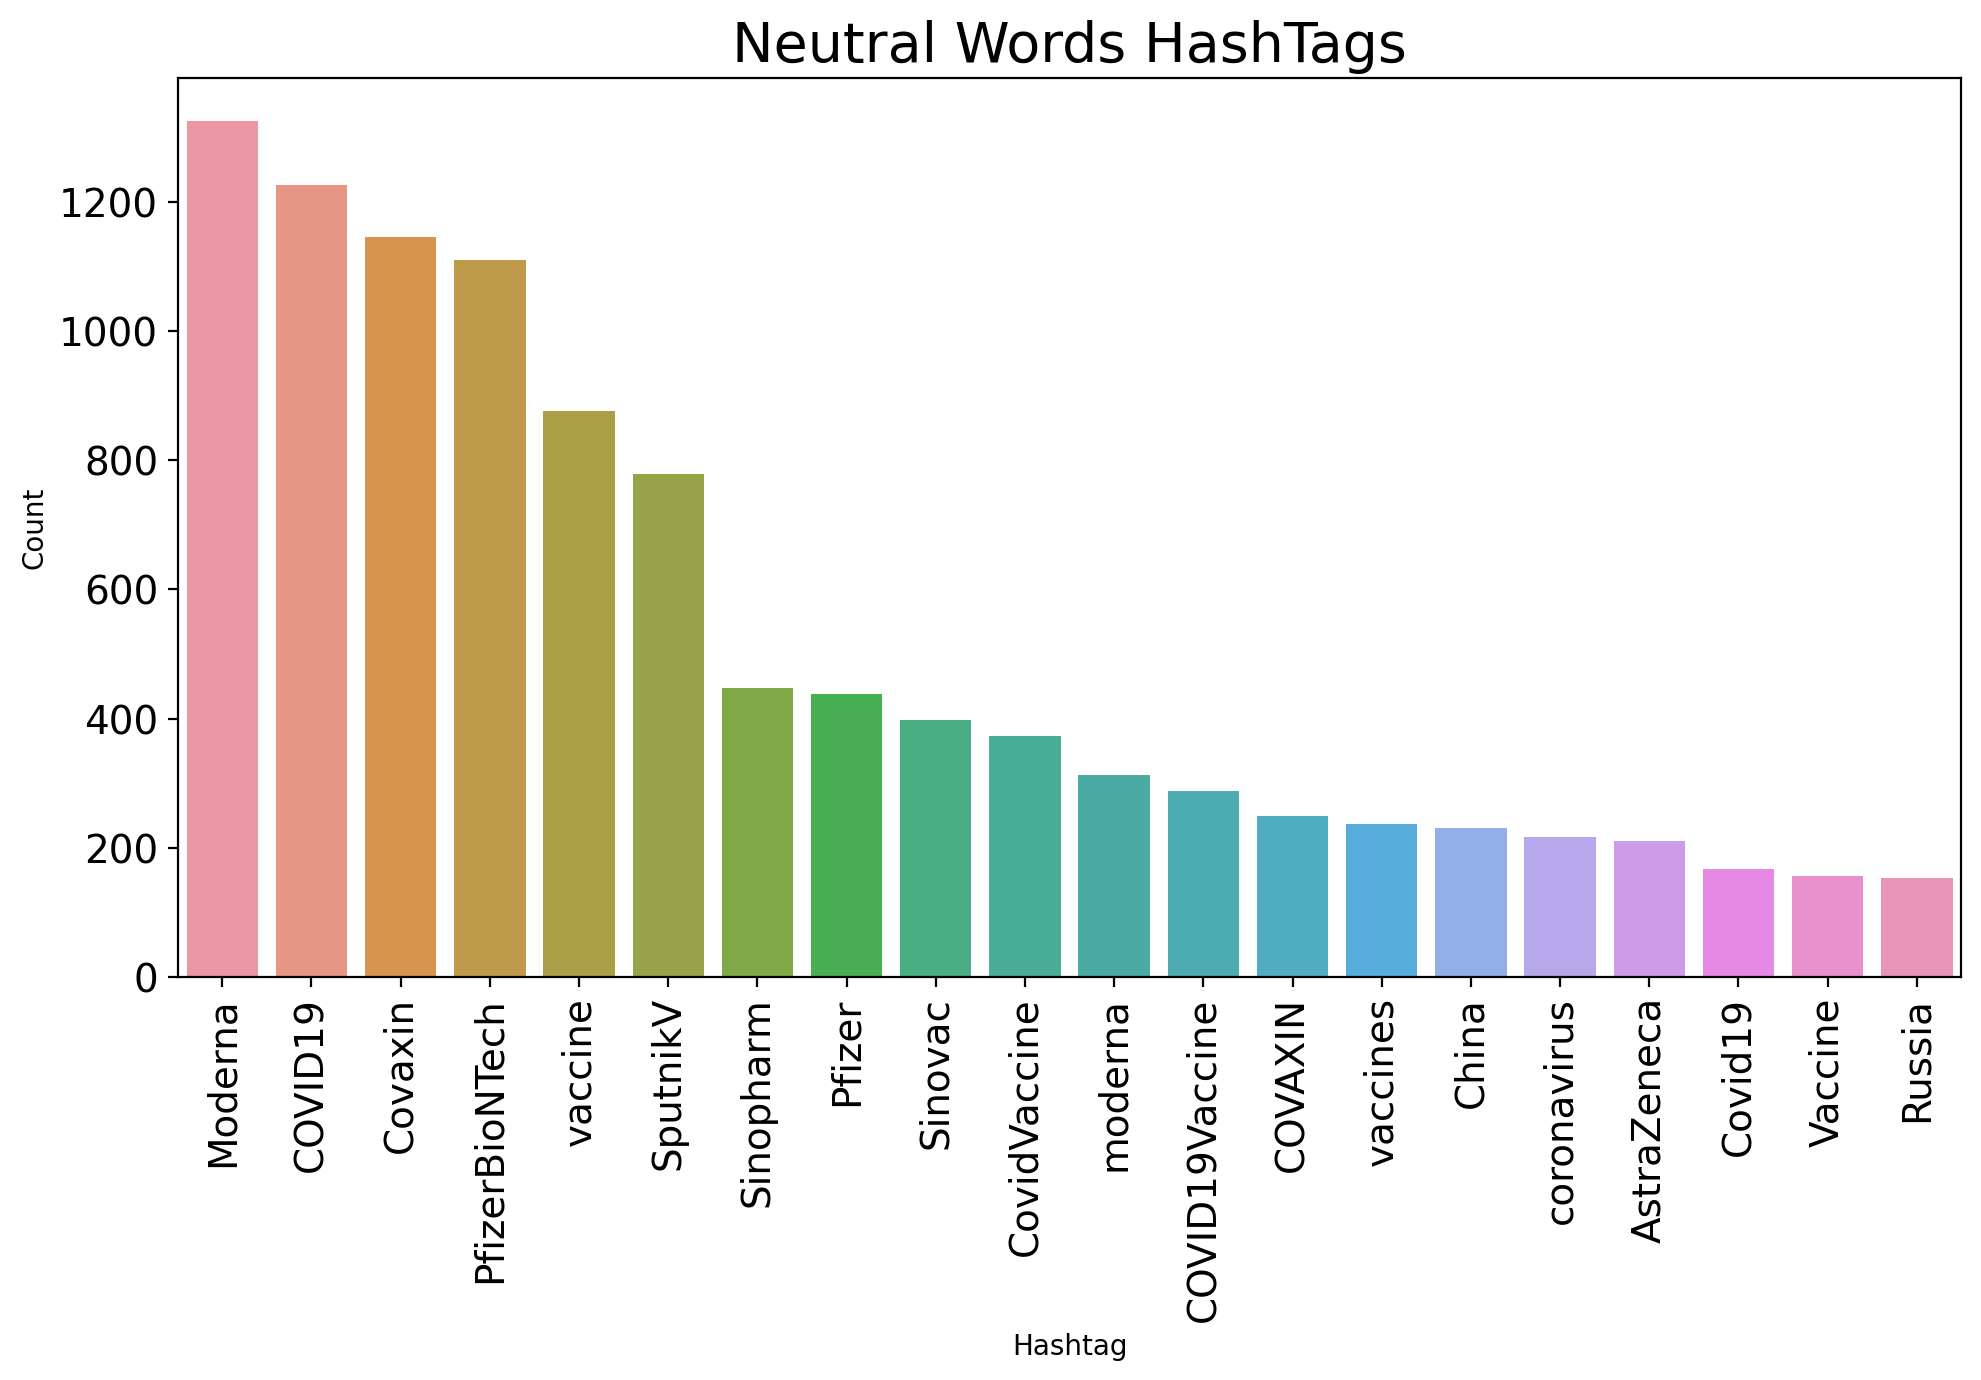 Neutral Words HashTags
Count
1200
1000
800
600
400
200
0
Moderna
COVID19
Covaxin
PfizerBioNTech
vaccine
SputnikV
Sinopharm
Pfizer
Sinovac
CovidVaccine
moderna
COVID19Vaccine
COVAXIN
vaccines
China
coronavirus
AstraZeneca
Covid19
Vaccine
Russia
Hashtag